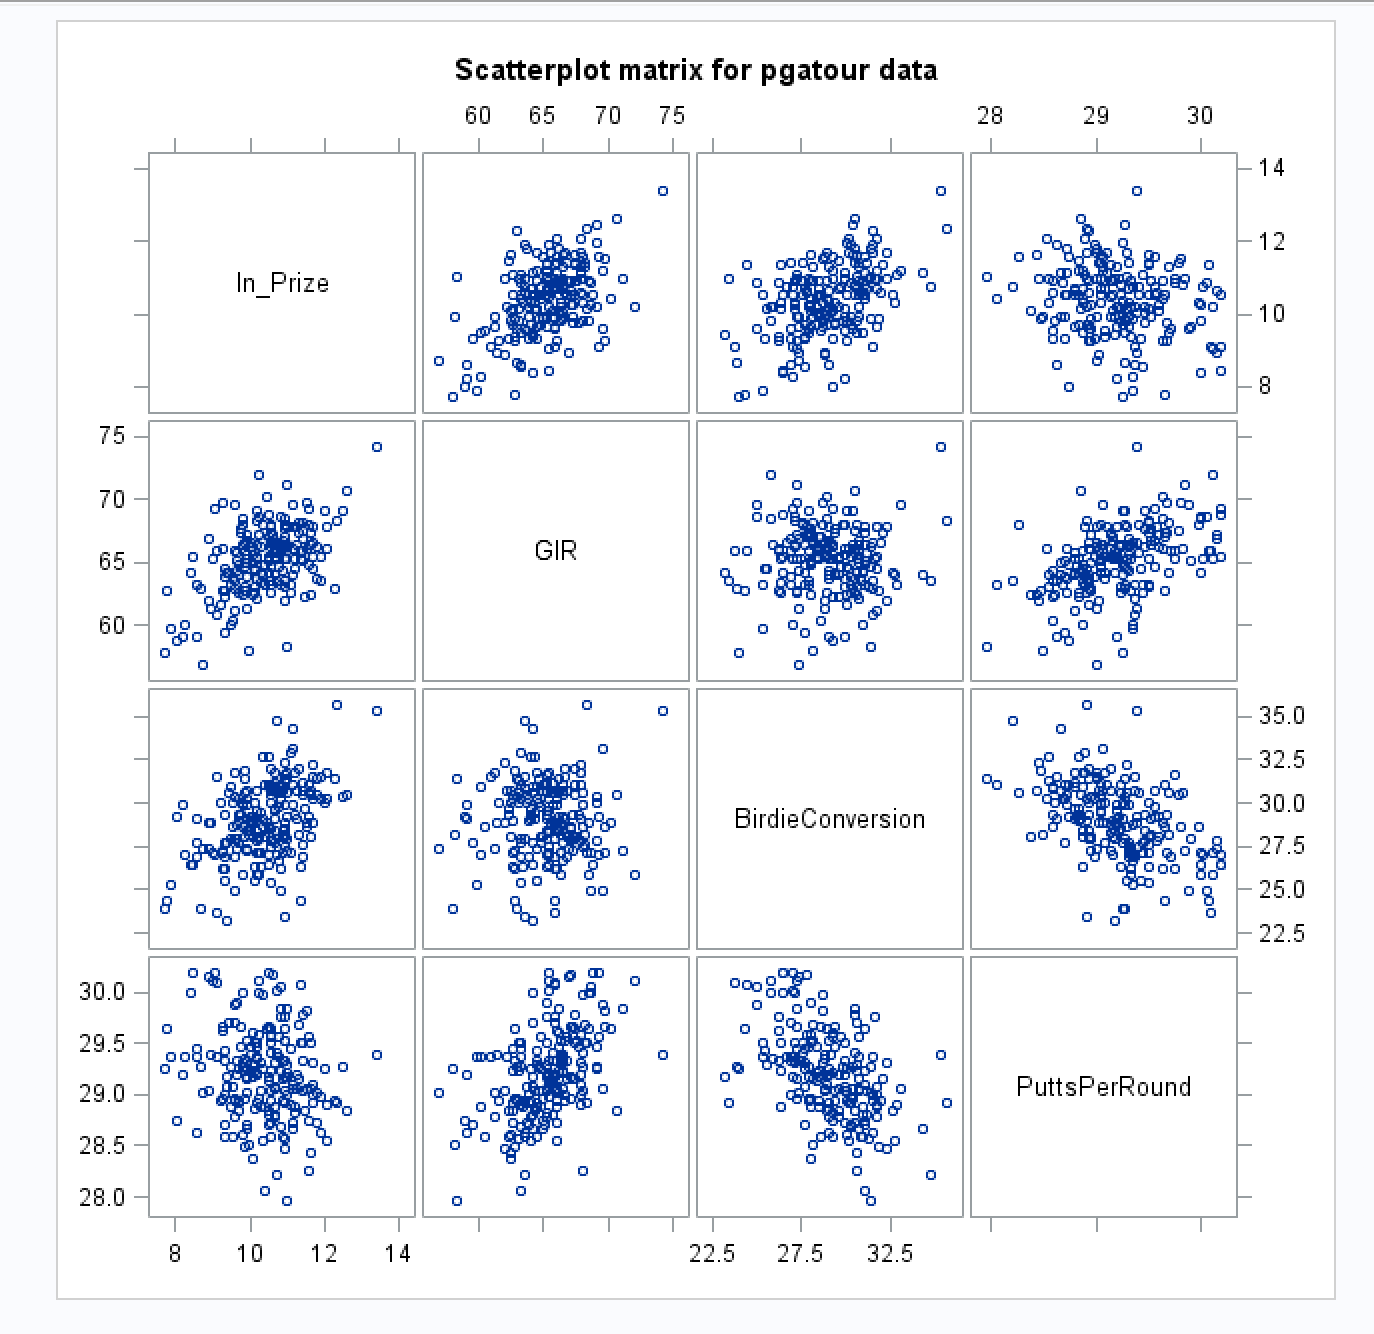 Scatterplot matrix for pgatour data
60 65 70 75 28 29 30
In_Prize
14
12
10
8
75
70
65
60
GIR
BirdieConversion
35.0
32.5
30.0
27.5
25.0
22.5
30.0
29.5
29.0
28.5
28.0
PuttsPerRound
8 10 12 14 22.5 27.5 32.5